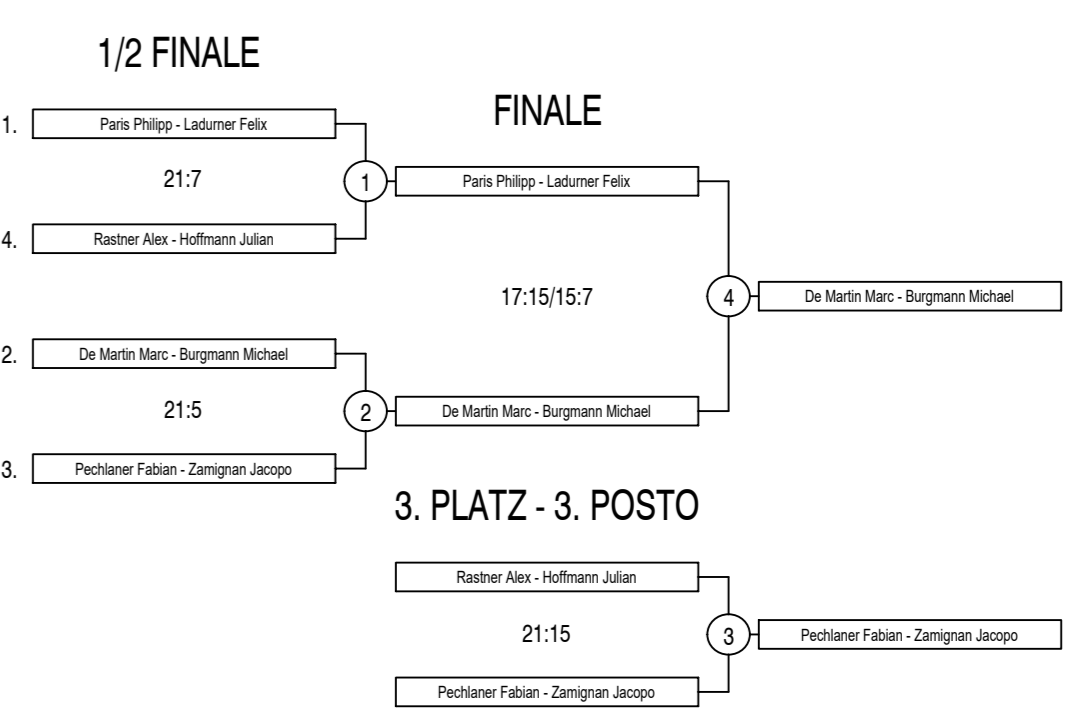 1/2 FINALE
FINALE
1. Paris Philipp - Ladurner Felix
21:7
1
Paris Philipp - Ladurner Felix
4. Rastner Alex - Hoffmann Julian
17:15/15:7
4
De Martin Marc - Burgmann Michael
2. De Martin Marc - Burgmann Michael
21:5
2
De Martin Marc - Burgmann Michael
3. Pechlaner Fabian - Zamignan Jacopo
3. PLATZ - 3. POSTO
Rastner Alex - Hoffmann Julian
21:15
3
Pechlaner Fabian - Zamignan Jacopo
Pechlaner Fabian - Zamignan Jacopo